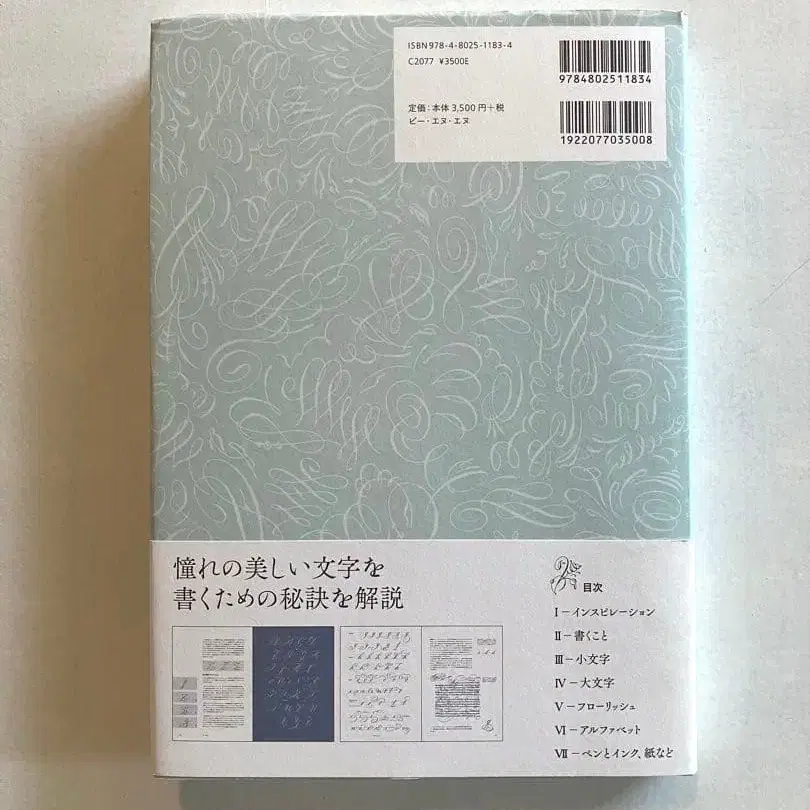 ISBN978-4-8025-1183-4
C2077 ¥3500E
定価：本体3,500円＋税
ビー・エヌ・エヌ
9784802511834
1922077035008
憧れの美しい文字を
書くための秘訣を解説
目次
Ⅰ－インスピレーション
Ⅱ－書くこと
Ⅲ－小文字
Ⅳ－大文字
Ⅴ－フローリッシュ
Ⅵ－アルファベット
Ⅶ－ペンとインク、紙など